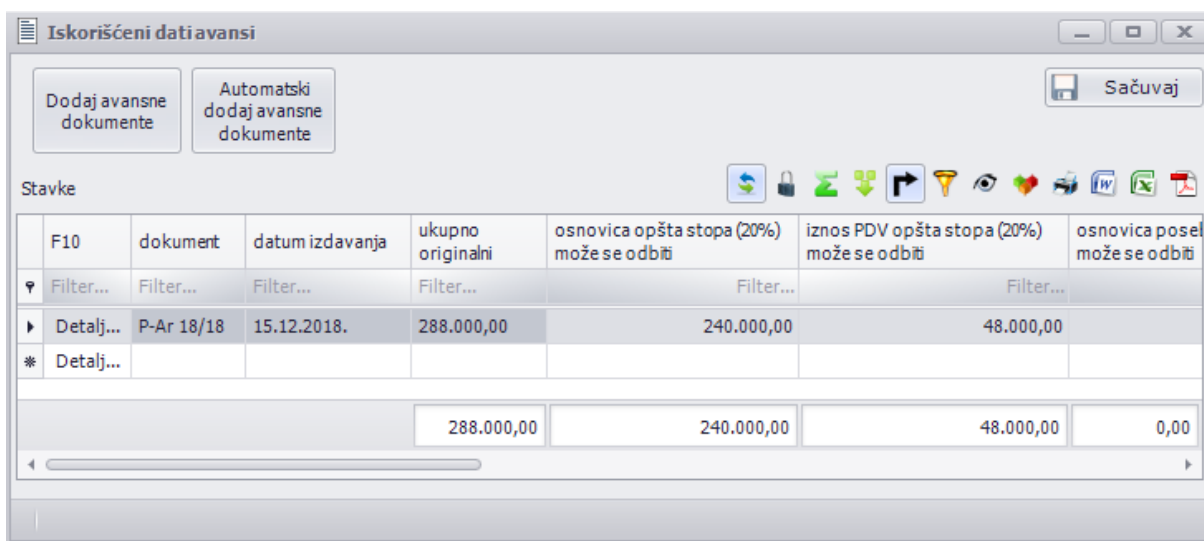 Iskorišćeni dati avansi
Dodaj avansne
dokumente
Automatski
dodaj avansne
dokumente
Sačuvaj
Stavke
F10 dokument datum izdavanja ukupno originalni osnovica opšta stopa (20%) može se odbiti iznos PDV opšta stopa (20%) može se odbiti može se odbiti
Filter... Filter... Filter... Filter... Filter... Filter...
Detalj... P-Ar 18/18 15.12.2018. 288.000,00 240.000,00 48.000,00
Detalj...
288.000,00 240.000,00 48.000,00 0,00